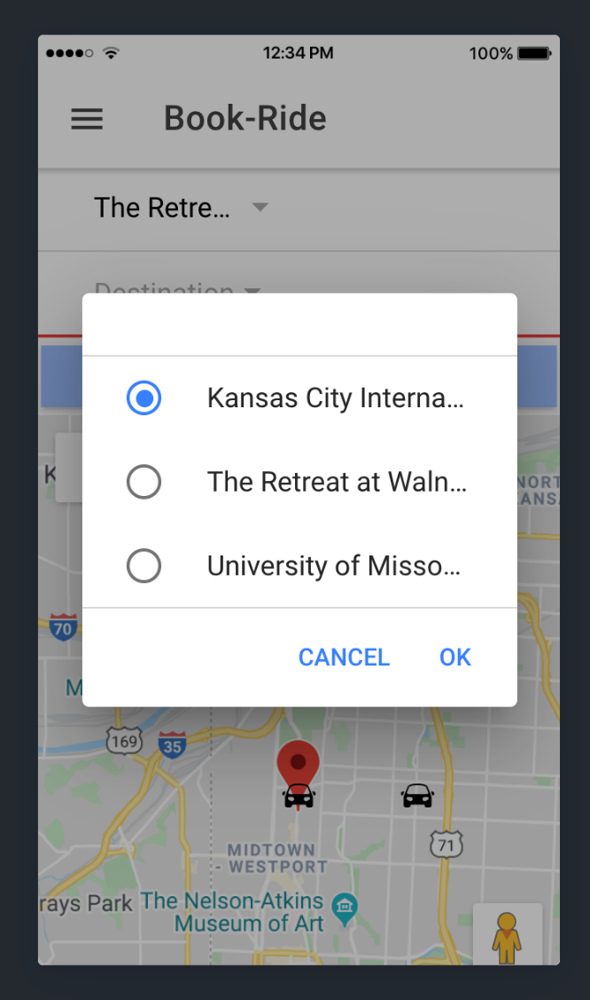 12:34 PM
100%
Book-Ride
The Retre...
Destination
Kansas City Interna...
The Retreat at Waln...
University of Misso...
CANCEL
OK
K
NORT
ANS
70
M
169
35
71
MIDTOWN
- WESTPORT
rays Park
The Nelson-Atkins
Museum of Art